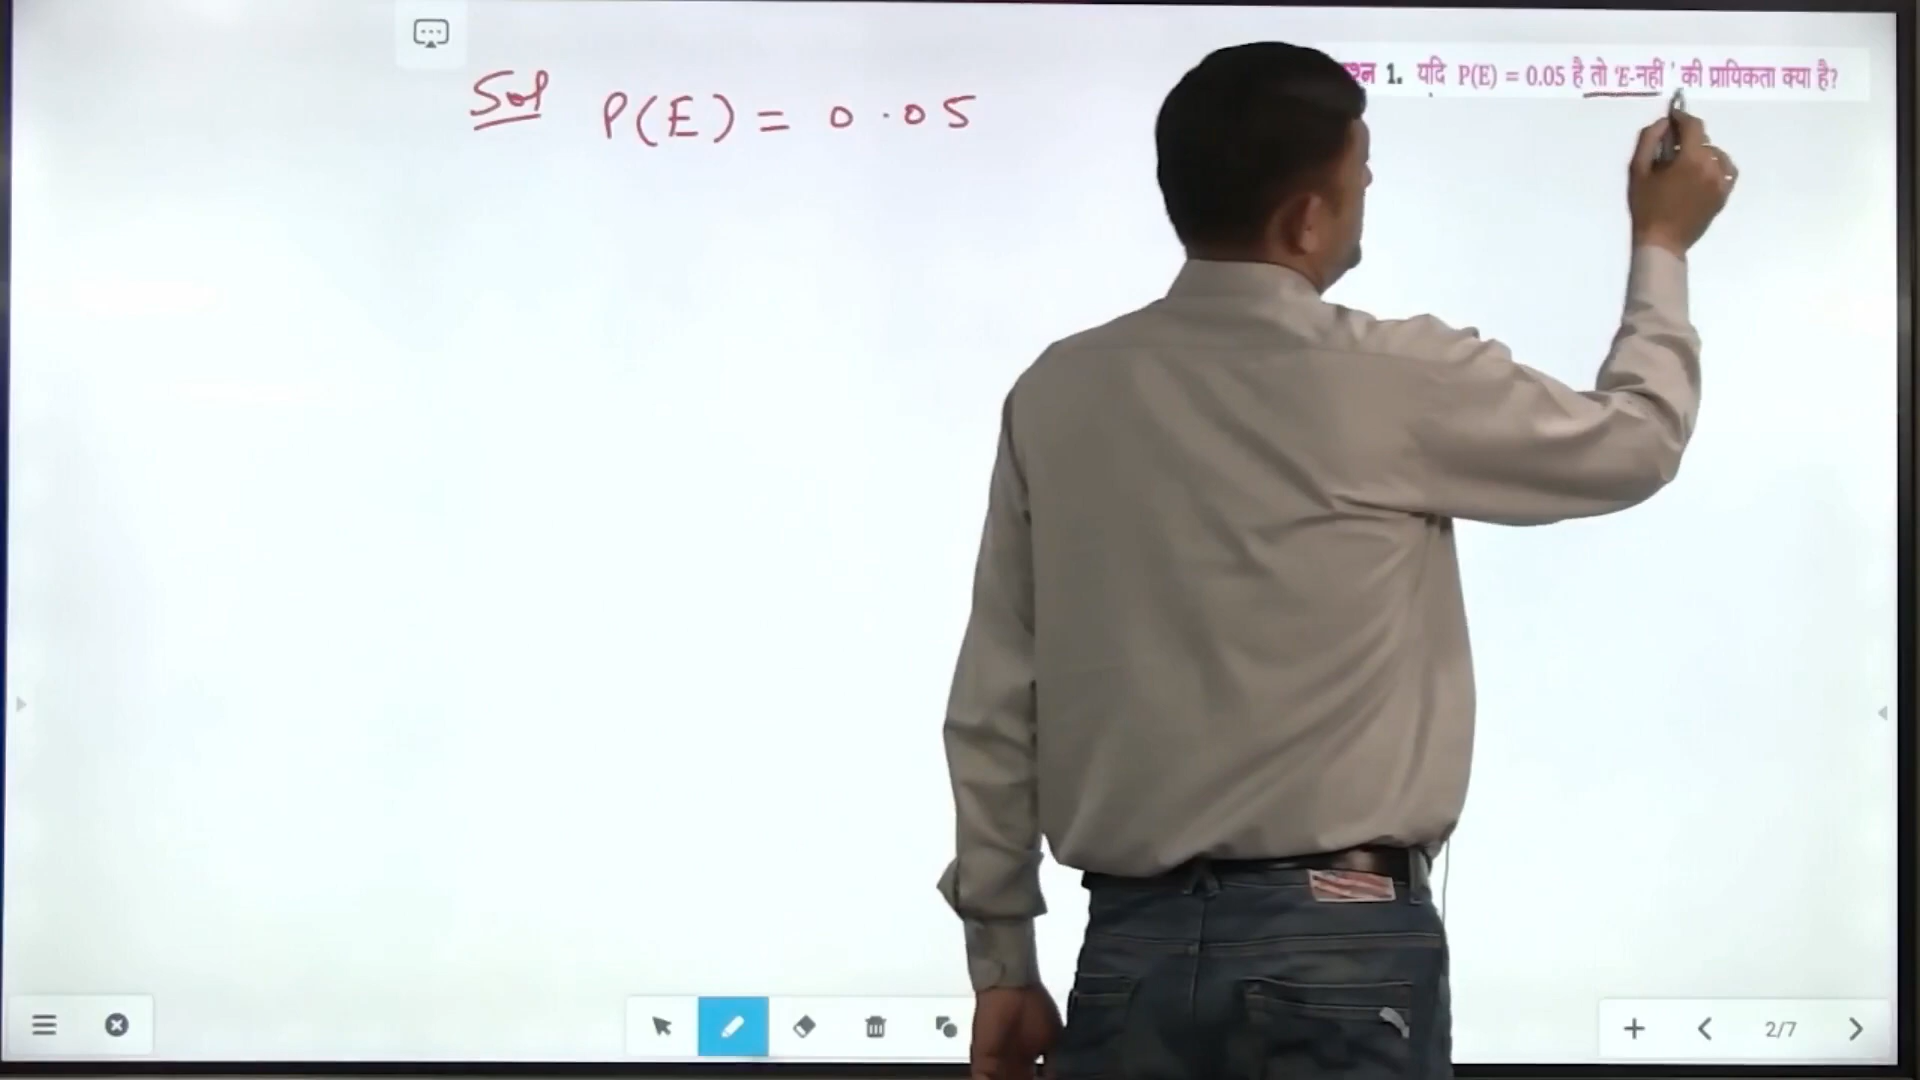 1. यदि P(E) = 0.05 है तो 'E-नहीं ' की प्रायिकता क्या है?
Sol P(E) = 0.05
2/7